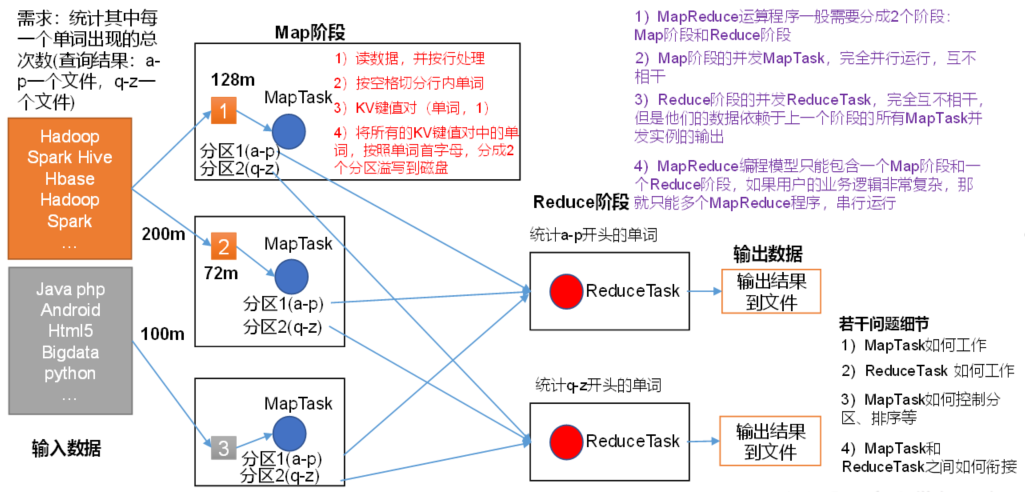 需求：统计其中每
一个单词出现的总
次数(查询结果：a-
p一个文件，q-z一
个文件)
Hadoop
Spark Hive
Hbase
Hadoop
Spark
…
200m
Java php
Android
Html5
Bigdata
python
…
100m
输入数据
Map阶段
128m
1
MapTask
分区1(a-p)
分区2(q-z)
1）读数据，并按行处理
2）按空格切分行内单词
3）KV键值对（单词，1）
4）将所有的KV键值对中的单
词，按照单词首字母，分成2
个分区溢写到磁盘
2
72m
MapTask
分区1(a-p)
分区2(q-z)
3
MapTask
分区1(a-p)
分区2(q-z)
Reduce阶段
统计a-p开头的单词
ReduceTask
统计q-z开头的单词
ReduceTask
输出数据
输出结果
到文件
输出结果
到文件
1）MapReduce运算程序一般需要分成2个阶段：
Map阶段和Reduce阶段
2）Map阶段的并发MapTask，完全并行运行，互不
相干
3）Reduce阶段的并发ReduceTask，完全互不相干，
但是他们的数据依赖于上一个阶段的所有MapTask并
发实例的输出
4）MapReduce编程模型只能包含一个Map阶段和一
个Reduce阶段，如果用户的业务逻辑非常复杂，那
就只能多个MapReduce程序，串行运行
若干问题细节
1）MapTask如何工作
2）ReduceTask 如何工作
3）MapTask如何控制分
区、排序等
4）MapTask和
ReduceTask之间如何衔接